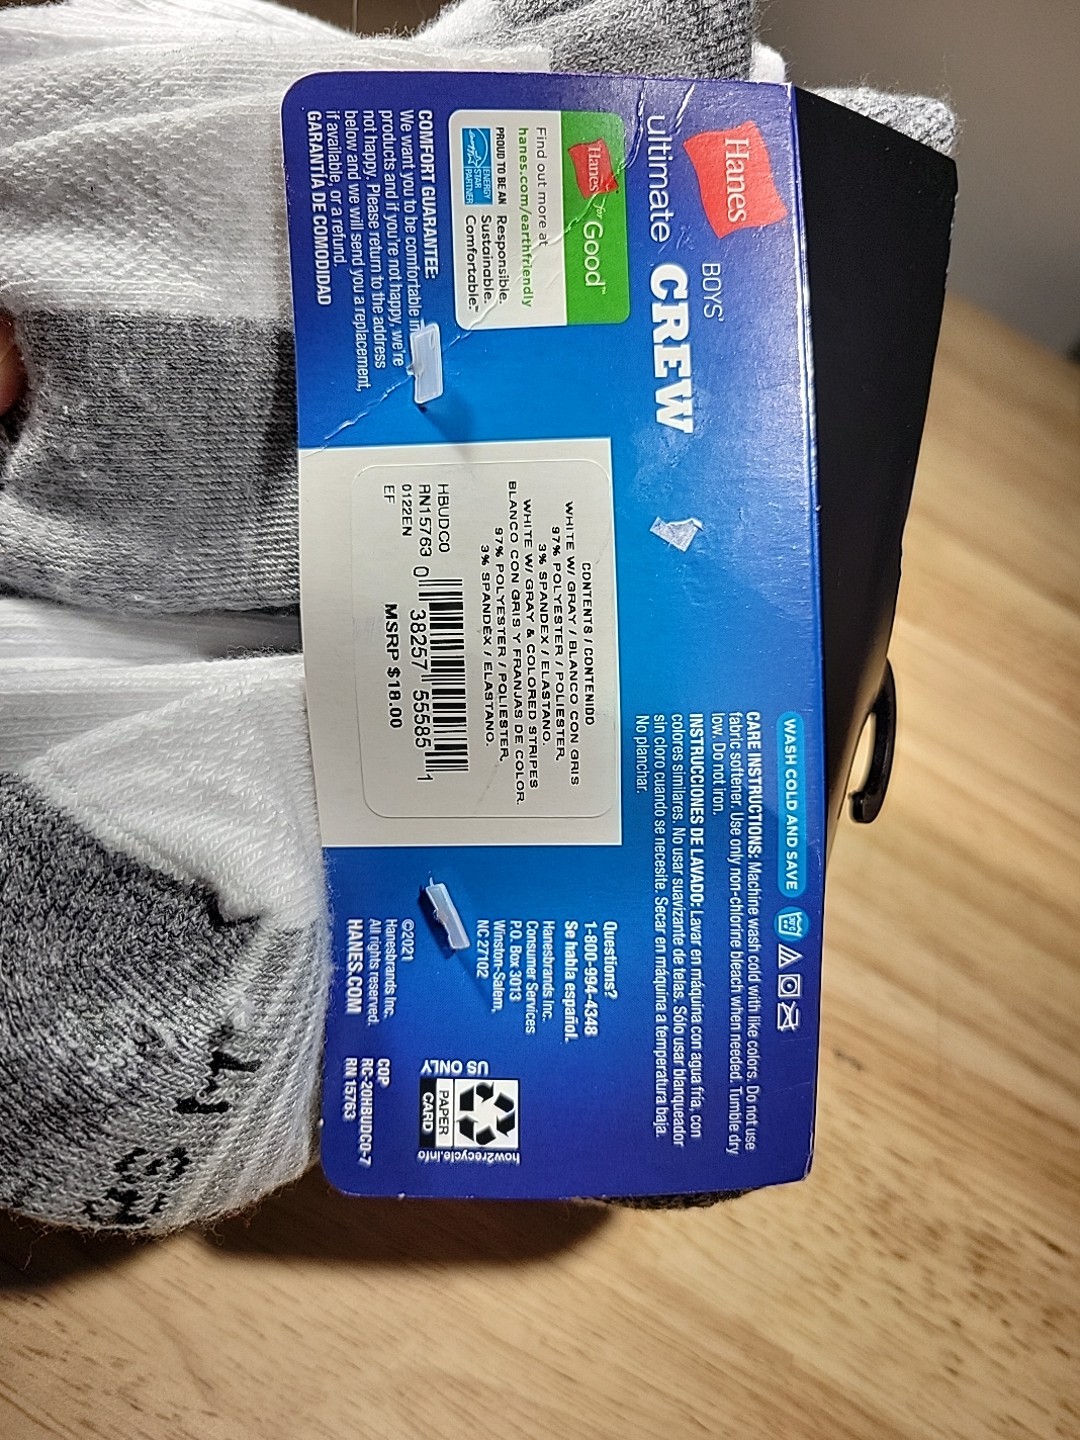 Hanes
ultimate
BOYS'
CREW
Hanes for Good™
Find out more at
hanes.com/earthfriendly
PROUD TO BE AN
ENERGY
STAR
PARTNER
Responsible.
Sustainable.
Comfortable.™
COMFORT GUARANTEE:
We want you to be comfortable in
products and if you're not happy, we're
not happy. Please return to the address
below and we will send you a replacement,
if available, or a refund.
GARANTÍA DE COMODIDAD
CONTENTS / CONTENIDO
WHITE W/ GRAY / BLANCO CON GRIS
97% POLYESTER / POLIESTER.
3% SPANDEX / ELASTANO.
WHITE W/ GRAY & COLORED STRIPES
BLANCO CON GRIS Y FRANJAS DE COLOR.
97% POLYESTER / POLIESTER.
3% SPANDEX / ELASTANO.
HBUDC0
RN15763
0122EN
EF
0 38257 55585 1
MSRP $18.00
WASH COLD AND SAVE
30°C
CARE INSTRUCTIONS: Machine wash cold with like colors. Do not use
fabric softener. Use only non-chlorine bleach when needed. Tumble dry
low. Do not iron.
INSTRUCCIONES DE LAVADO: Lavar en máquina con agua fría, con
colores similares. No usar suavizante de telas. Sólo usar blanqueador
sin cloro cuando se necesite. Secar en máquina a temperatura baja.
No planchar.
Questions?
1-800-994-4348
Se habla español.
Hanesbrands Inc.
Consumer Services
P.O. Box 3013
Winston-Salem,
NC 27102
©2021
Hanesbrands Inc.
All rights reserved.
HANES.COM
US ONLY
PAPER
CARD
how2recycle.info
COP
RC-20HBUDC0-7
RN 15763